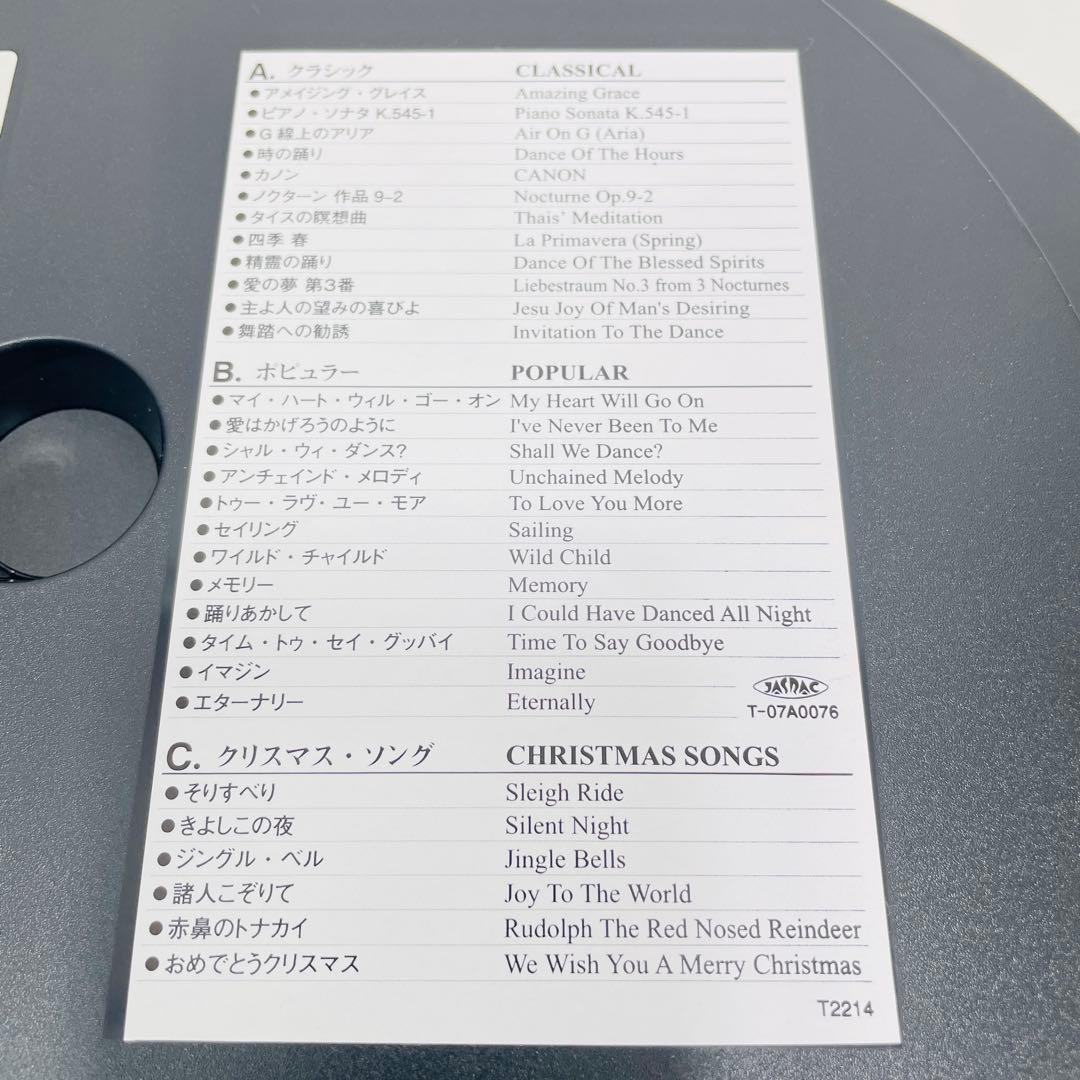 A. クラシック CLASSICAL
●アメイジング・グレイス Amazing Grace
●ピアノ・ソナタ K.545-1 Piano Sonata K.545-1
●G 線上のアリア Air On G (Aria)
●時の踊り Dance Of The Hours
●カノン CANON
●ノクターン 作品 9–2 Nocturne Op.9-2
●タイスの瞑想曲 Thais' Meditation
●四季 春 La Primavera (Spring)
●精霊の踊り Dance Of The Blessed Spirits
●愛の夢 第3番 Liebestraum No.3 from 3 Nocturnes
●主よ人の望みの喜びよ Jesu Joy Of Man's Desiring
●舞踏への勧誘 Invitation To The Dance
B. ポピュラー POPULAR
●マイ・ハート・ウィル・ゴー・オン My Heart Will Go On
●愛はかげろうのように I've Never Been To Me
●シャル・ウィ・ダンス? Shall We Dance?
●アンチェインド・メロディ Unchained Melody
●トゥー・ラヴ・ユー・モア To Love You More
●セイリング Sailing
●ワイルド・チャイルド Wild Child
●メモリー Memory
●踊りあかして I Could Have Danced All Night
●タイム・トゥ・セイ・グッバイ Time To Say Goodbye
●イマジン Imagine
●エターナリー Eternally
JASRAC
T-07A0076
C. クリスマス・ソング CHRISTMAS SONGS
●そりすべり Sleigh Ride
●きよしこの夜 Silent Night
●ジングル・ベル Jingle Bells
●諸人こぞりて Joy To The World
●赤鼻のトナカイ Rudolph The Red Nosed Reindeer
●おめでとうクリスマス We Wish You A Merry Christmas
T2214